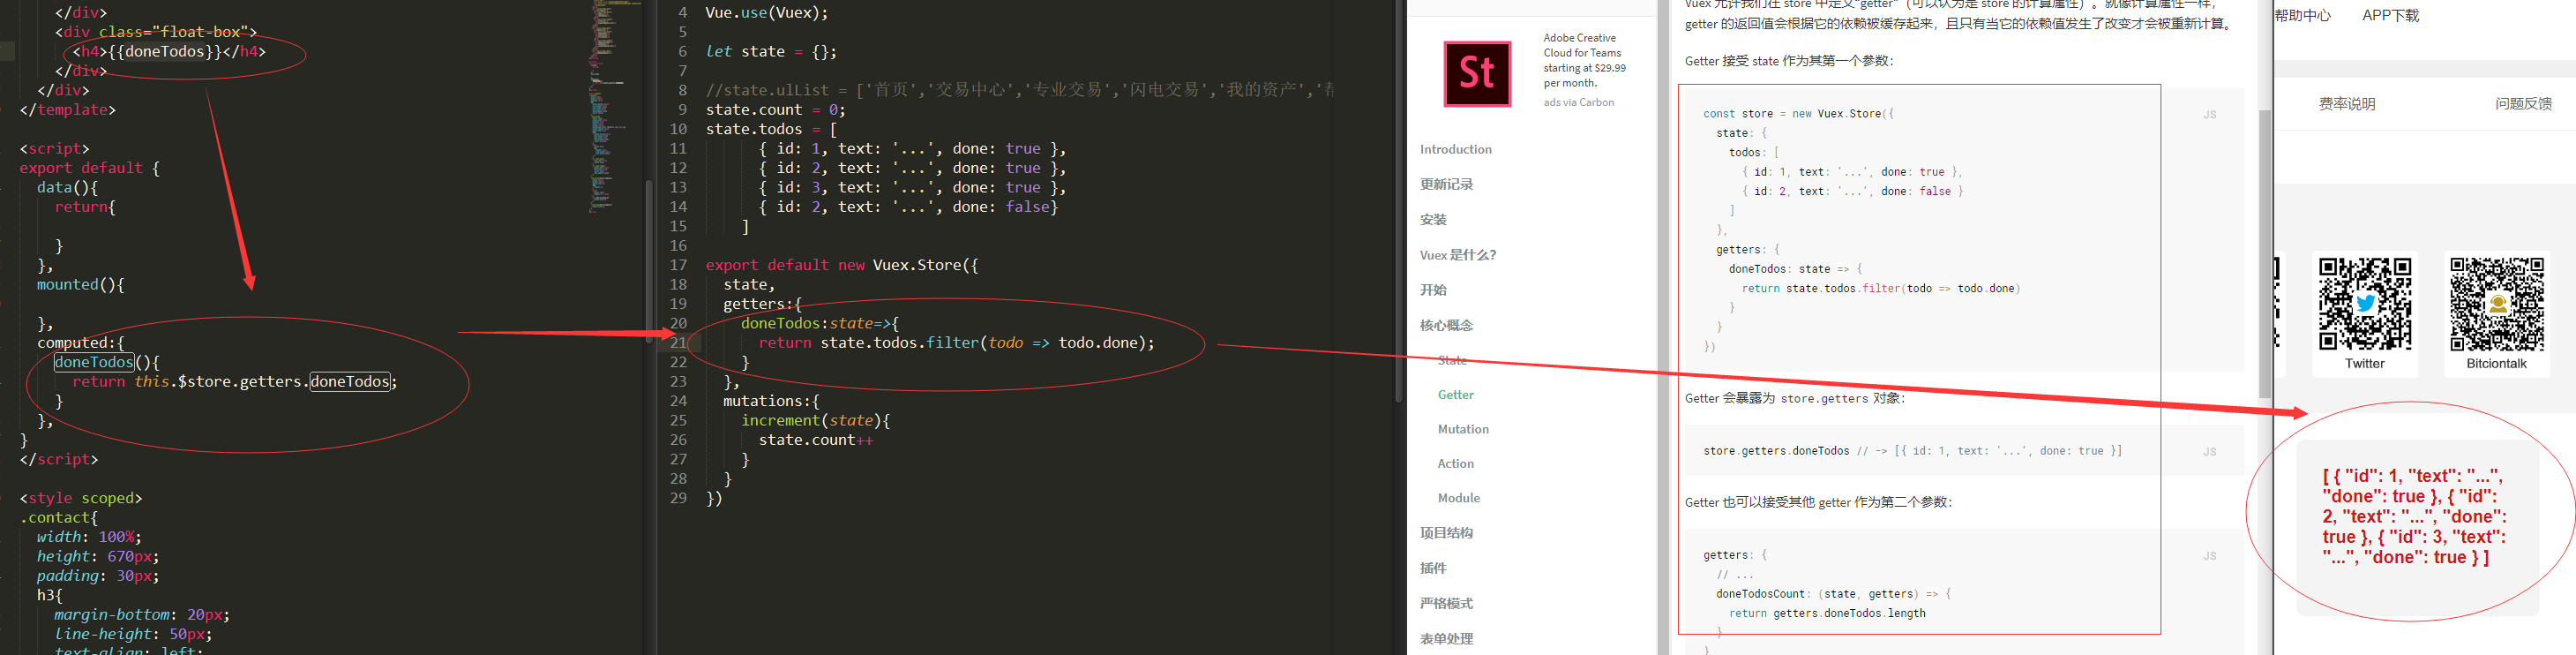 </div>
<div class="float-box">
<h4>{{doneTodos}}</h4>
</div>
</div>
</template>
<script>
export default {
data(){
return{
}
},
mounted(){
},
computed:{
doneTodos(){
return this.$store.getters.doneTodos;
}
},
}
</script>
<style scoped>
.contact{
width: 100%;
height: 670px;
padding: 30px;
h3{
margin-bottom: 20px;
line-height: 50px;
text-align: left;
4 Vue.use(Vuex);
5
6 let state = {};
7
8 //state.ulList = ['首页','交易中心','专业交易','闪电交易','我的资产','帮
9 state.count = 0;
10 state.todos = [
11 { id: 1, text: '...', done: true },
12 { id: 2, text: '...', done: true },
13 { id: 3, text: '...', done: true },
14 { id: 2, text: '...', done: false}
15 ]
16
17 export default new Vuex.Store({
18 state,
19 getters:{
20 doneTodos:state=>{
21 return state.todos.filter(todo => todo.done);
22 }
23 },
24 mutations:{
25 increment(state){
26 state.count++
27 }
28 }
29 })
St
Adobe Creative
Cloud for Teams
starting at $29.99
per month.
ads via Carbon
Introduction
更新记录
安装
Vuex 是什么？
开始
核心概念
State
Getter
Mutation
Action
Module
项目结构
插件
严格模式
表单处理
Vuex 允许我们在 store 中定义“getter”（可以认为是 store 的计算属性）。就像计算属性一样，
getter 的返回值会根据它的依赖被缓存起来，且只有当它的依赖值发生了改变才会被重新计算。
Getter 接受 state 作为其第一个参数：
JS
const store = new Vuex.Store({
state: {
todos: [
{ id: 1, text: '...', done: true },
{ id: 2, text: '...', done: false }
]
},
getters: {
doneTodos: state => {
return state.todos.filter(todo => todo.done)
}
}
})
Getter 会暴露为 store.getters 对象：
store.getters.doneTodos // -> [{ id: 1, text: '...', done: true }]
JS
Getter 也可以接受其他 getter 作为第二个参数：
JS
getters: {
// ...
doneTodosCount: (state, getters) => {
return getters.doneTodos.length
}
}
帮助中心 APP下载
费率说明 问题反馈
Twitter Bitciontalk
[ { "id": 1, "text": "...",
"done": true }, { "id":
2, "text": "...", "done":
true }, { "id": 3, "text":
"...", "done": true } ]